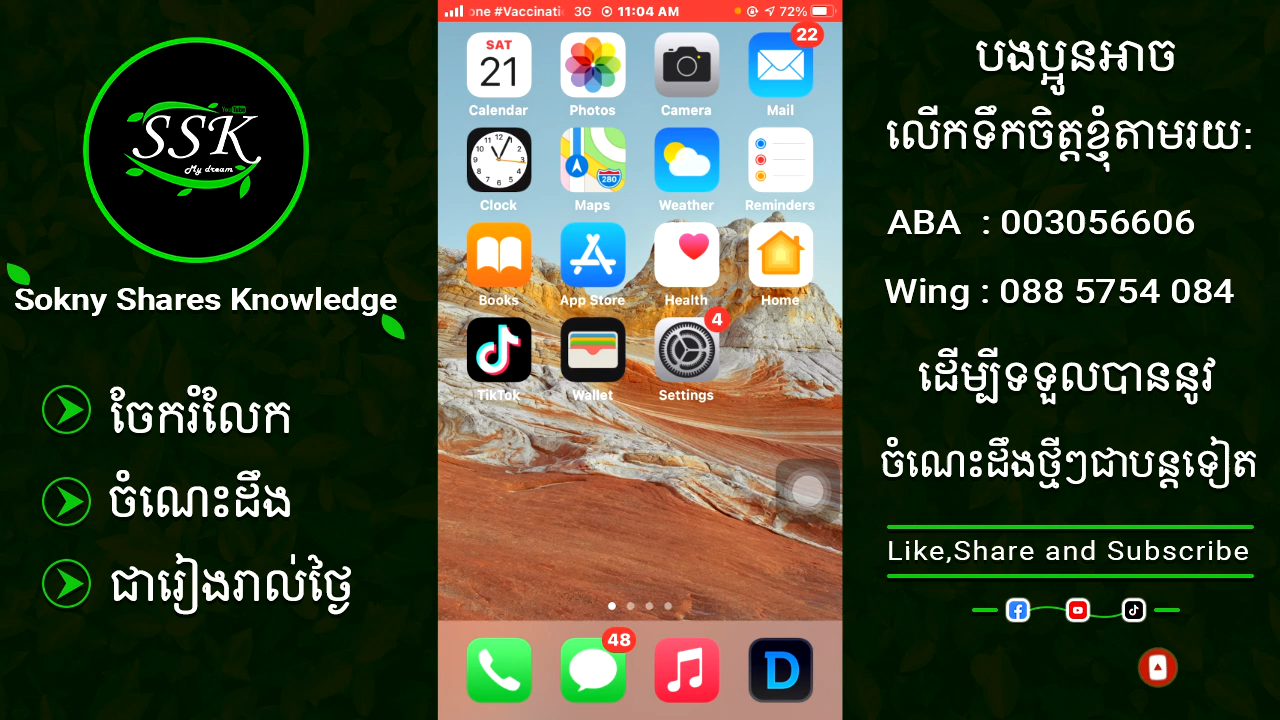 YouTube
SSK
My dream
Sokny Shares Knowledge
ចែករំលែក
ចំណេះដឹង
ជារៀងរាល់ថ្ងៃ
one #Vaccinati 3G 11:04 AM 72%
22
SAT
21
Calendar Photos Camera Mail
280
Clock Maps Weather Reminders
Books App Store Health Home
4
TikTok Wallet Settings
48
D
បងប្អូនអាច
លើកទឹកចិត្តខ្ញុំតាមរយៈ
ABA : 003056606
Wing : 088 5754 084
ដើម្បីទទួលបាននូវ
ចំណេះដឹងថ្មីៗជាបន្តទៀត
Like,Share and Subscribe